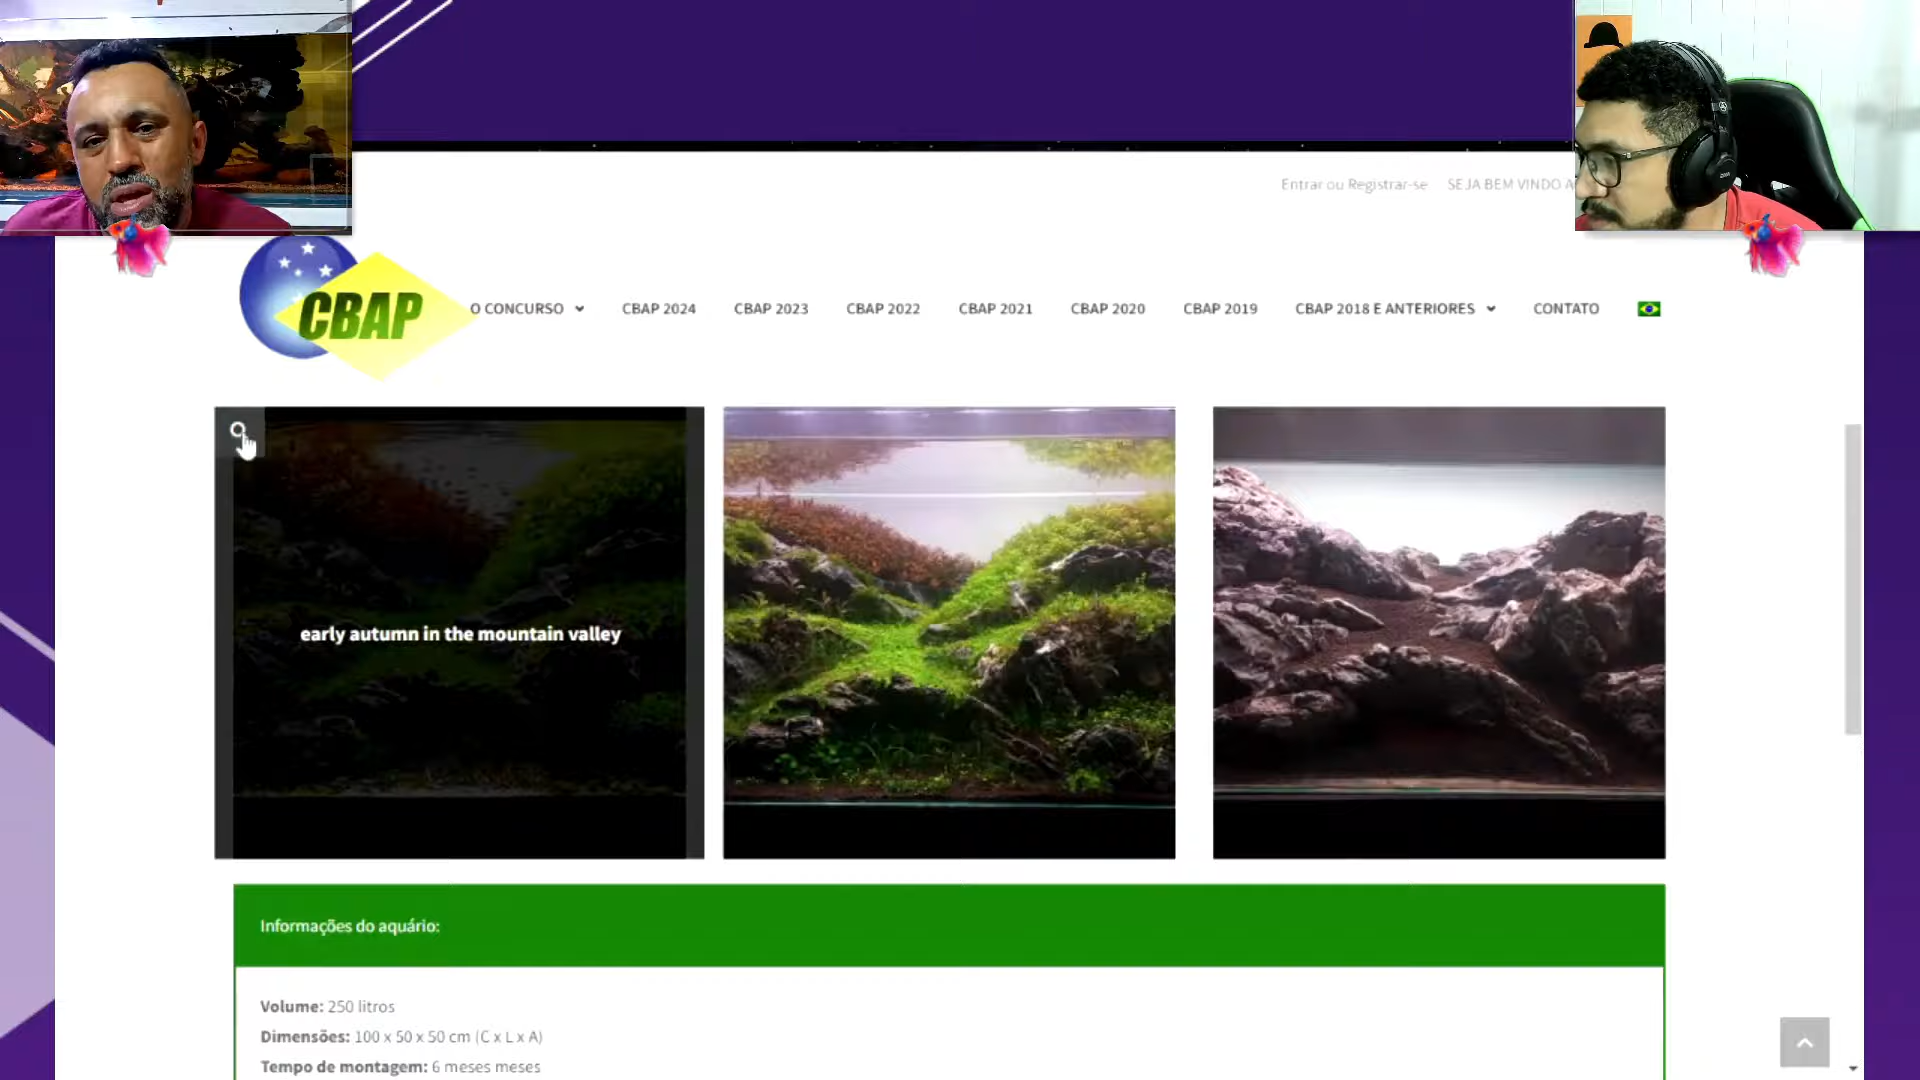 Entrar ou Registrar-se SEJA BEM VINDO A
CBAP
O CONCURSO CBAP 2024 CBAP 2023 CBAP 2022 CBAP 2021 CBAP 2020 CBAP 2019 CBAP 2018 E ANTERIORES CONTATO
early autumn in the mountain valley
Informações do aquário:
Volume: 250 litros
Dimensões: 100 x 50 x 50 cm (C x L x A)
Tempo de montagem: 6 meses meses